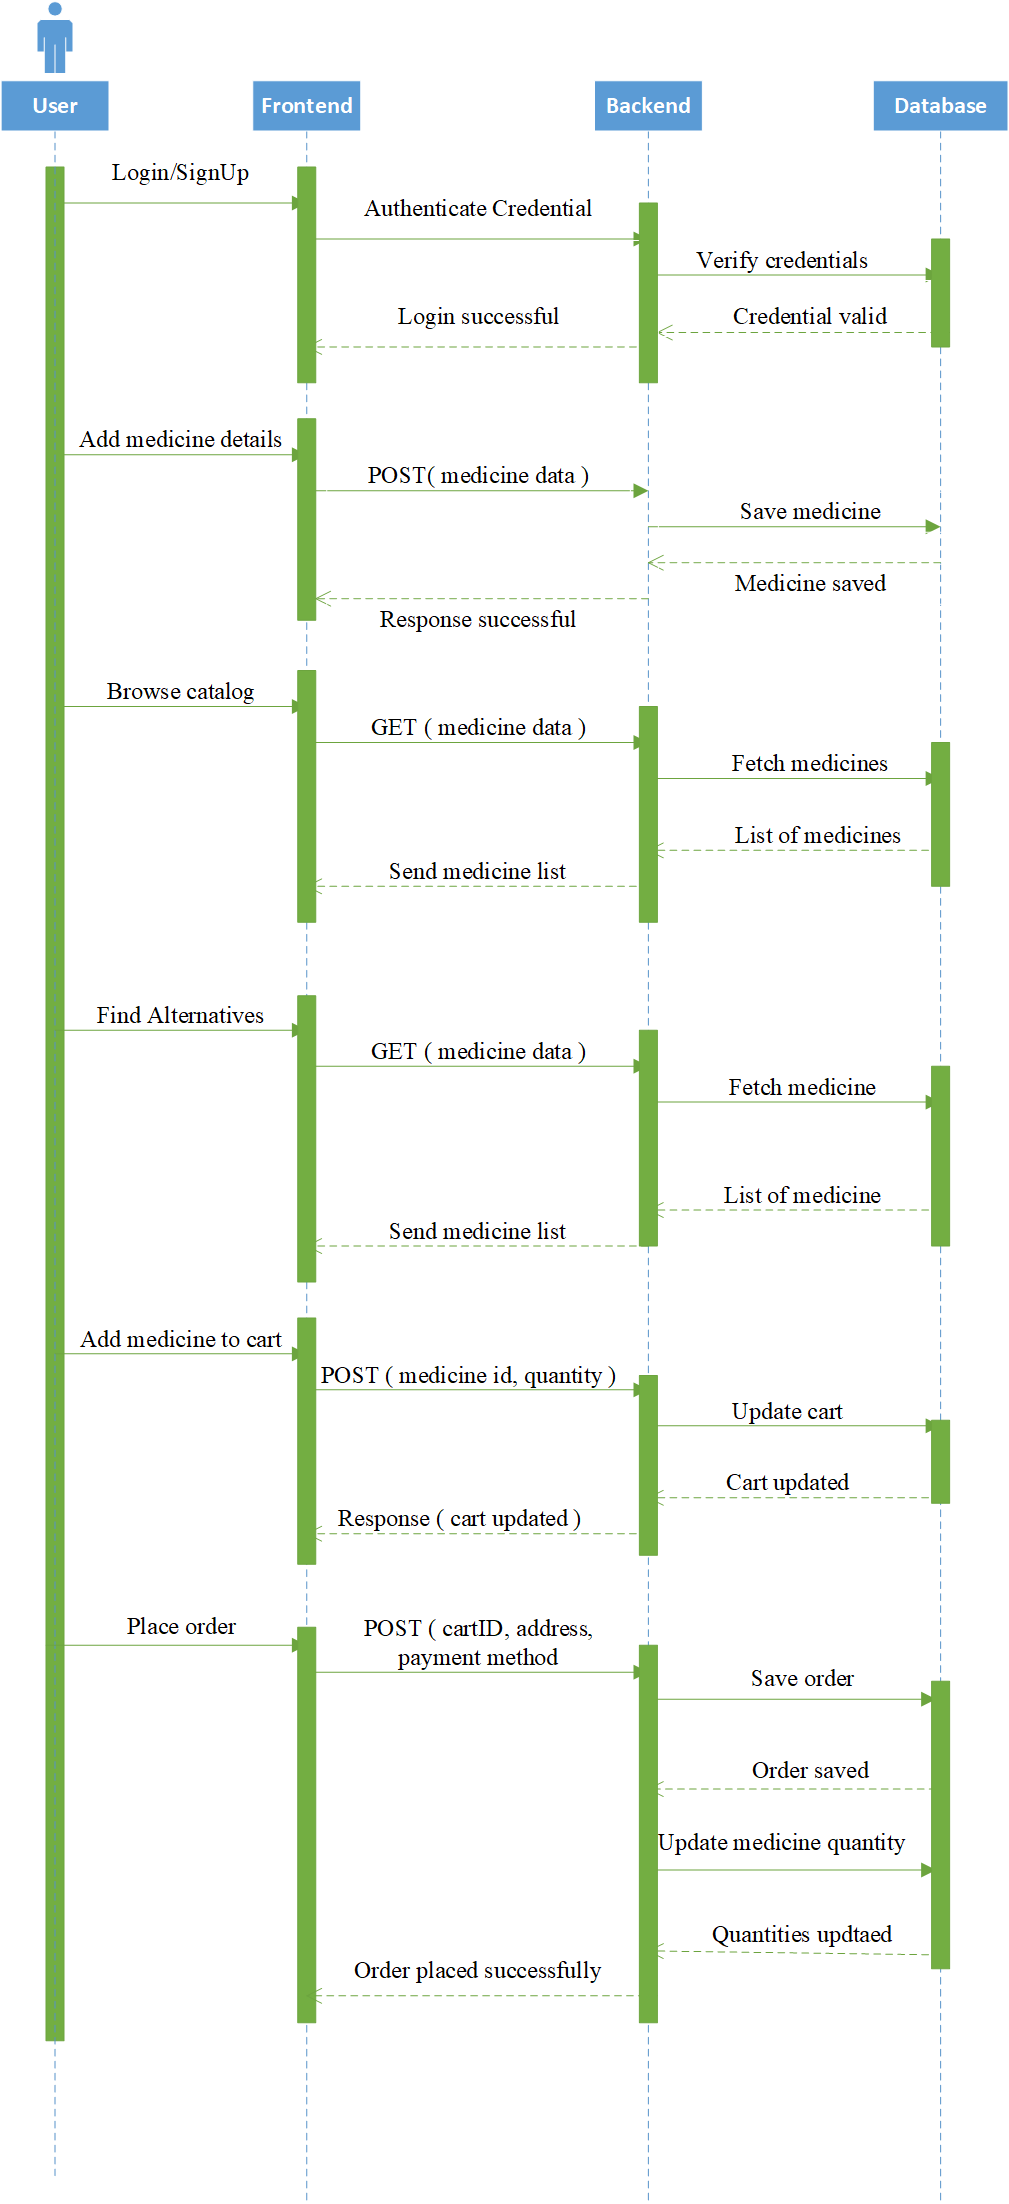 User
Frontend
Backend
Database
Login/SignUp
Authenticate Credential
Verify credentials
Credential valid
Login successful
Add medicine details
POST( medicine data )
Save medicine
Medicine saved
Response successful
Browse catalog
GET ( medicine data )
Fetch medicines
List of medicines
Send medicine list
Find Alternatives
GET ( medicine data )
Fetch medicine
List of medicine
Send medicine list
Add medicine to cart
POST ( medicine id, quantity )
Update cart
Cart updated
Response ( cart updated )
Place order
POST ( cartID, address,
payment method
Save order
Order saved
Update medicine quantity
Quantities updtaed
Order placed successfully